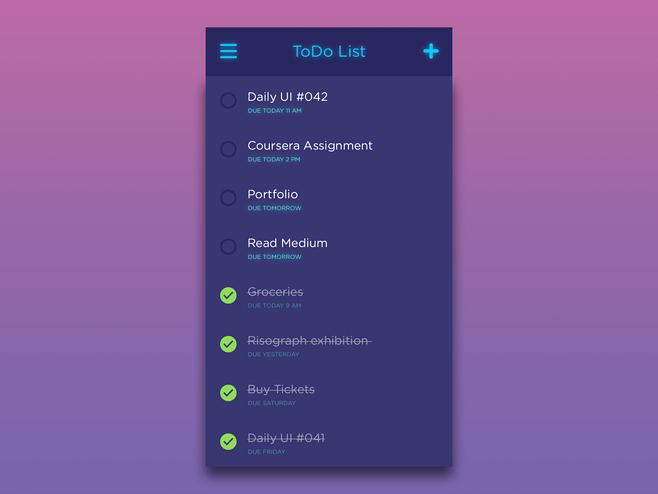 ToDo List
Daily UI #042
DUE TODAY 11 AM
Coursera Assignment
DUE TODAY 2 PM
Portfolio
DUE TOMORROW
Read Medium
DUE TOMORROW
Groceries
DUE TODAY 9 AM
Risograph exhibition
DUE YESTERDAY
Buy Tickets
DUE SATURDAY
Daily UI #041
DUE FRIDAY